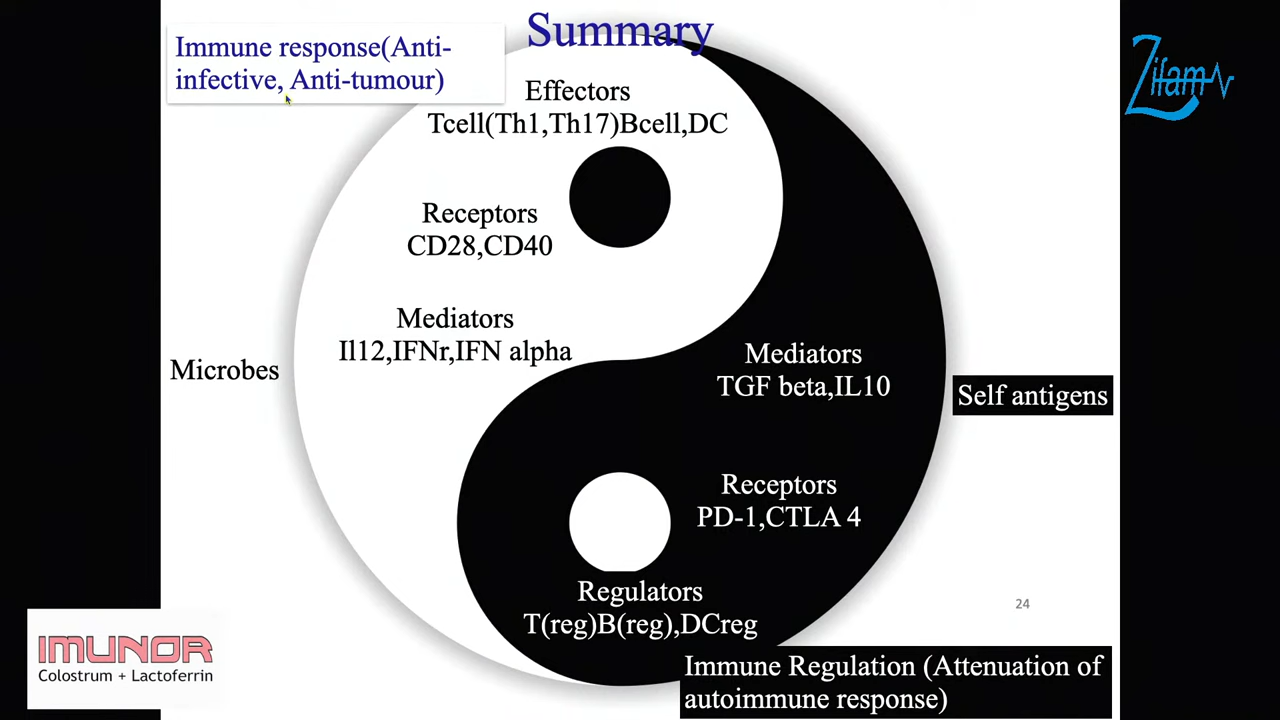 Summary
Immune response(Anti-
infective, Anti-tumour)
Zifam
Effectors
Tcell(Th1,Th17)Bcell,DC
Receptors
CD28,CD40
Mediators
Il12,IFNr,IFN alpha
Microbes
Mediators
TGF beta,IL10
Self antigens
Receptors
PD-1,CTLA 4
Regulators
T(reg)B(reg),DCreg
24
IMUNOR
Colostrum + Lactoferrin
Immune Regulation (Attenuation of
autoimmune response)